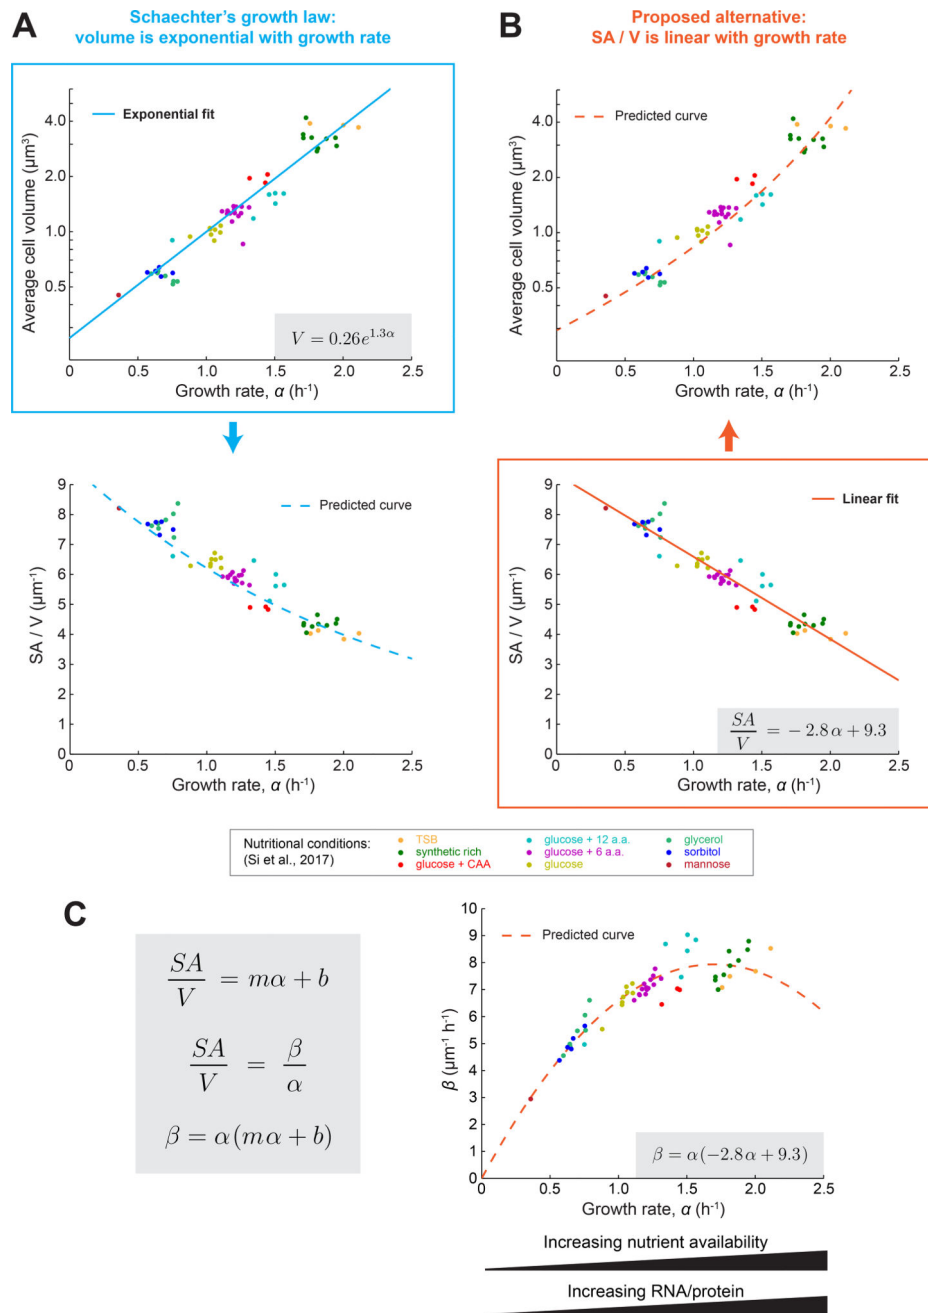 A
Schaechter's growth law:
volume is exponential with growth rate
Exponential fit
Average cell volume (μm³)
4.0
2.0
1.0
0.5
V = 0.26e^{1.3α}
0 0.5 1.0 1.5 2.0 2.5
Growth rate, α (h⁻¹)
9
8
7
6
5
4
3
2
1
0
SA / V (μm⁻¹)
Predicted curve
0 0.5 1.0 1.5 2.0 2.5
Growth rate, α (h⁻¹)
B
Proposed alternative:
SA / V is linear with growth rate
Predicted curve
Average cell volume (μm³)
4.0
2.0
1.0
0.5
0 0.5 1.0 1.5 2.0 2.5
Growth rate, α (h⁻¹)
9
8
7
6
5
4
3
2
1
0
SA / V (μm⁻¹)
Linear fit
SA/V = −2.8α + 9.3
0 0.5 1.0 1.5 2.0 2.5
Growth rate, α (h⁻¹)
Nutritional conditions:
(Si et al., 2017)
TSB
synthetic rich
glucose + CAA
glucose + 12 a.a.
glucose + 6 a.a.
glucose
glycerol
sorbitol
mannose
C
SA/V = mα + b
SA/V = β/α
β = α(mα + b)
10
9
8
7
6
5
4
3
2
1
0
β (μm⁻¹ h⁻¹)
Predicted curve
β = α(−2.8α + 9.3)
0 0.5 1.0 1.5 2.0 2.5
Growth rate, α (h⁻¹)
Increasing nutrient availability
Increasing RNA/protein